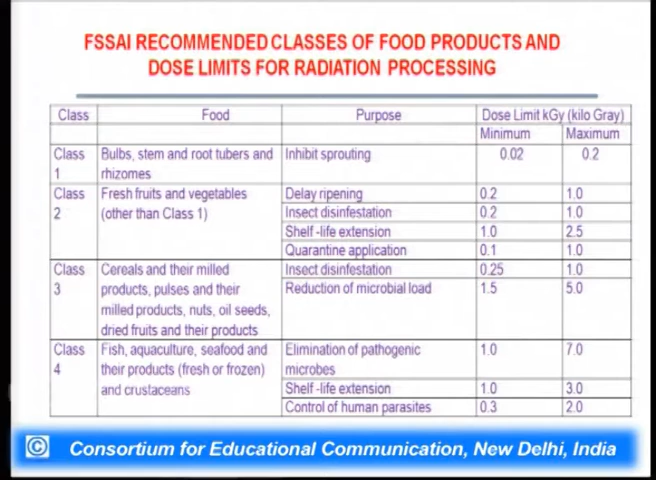 FSSAI RECOMMENDED CLASSES OF FOOD PRODUCTS AND
DOSE LIMITS FOR RADIATION PROCESSING
Class Food Purpose Dose Limit kGy (kilo Gray)
Minimum Maximum
Class Bulbs, stem and root tubers and Inhibit sprouting 0.02 0.2
1 rhizomes
Class Fresh fruits and vegetables Delay ripening 0.2 1.0
2 (other than Class 1) Insect disinfestation 0.2 1.0
Shelf -life extension 1.0 2.5
Quarantine application 0.1 1.0
Class Cereals and their milled Insect disinfestation 0.25 1.0
3 products, pulses and their Reduction of microbial load 1.5 5.0
milled products, nuts, oil seeds,
dried fruits and their products
Class Fish, aquaculture, seafood and Elimination of pathogenic 1.0 7.0
4 their products (fresh or frozen) microbes
and crustaceans Shelf -life extension 1.0 3.0
Control of human parasites 0.3 2.0
© Consortium for Educational Communication, New Delhi, India